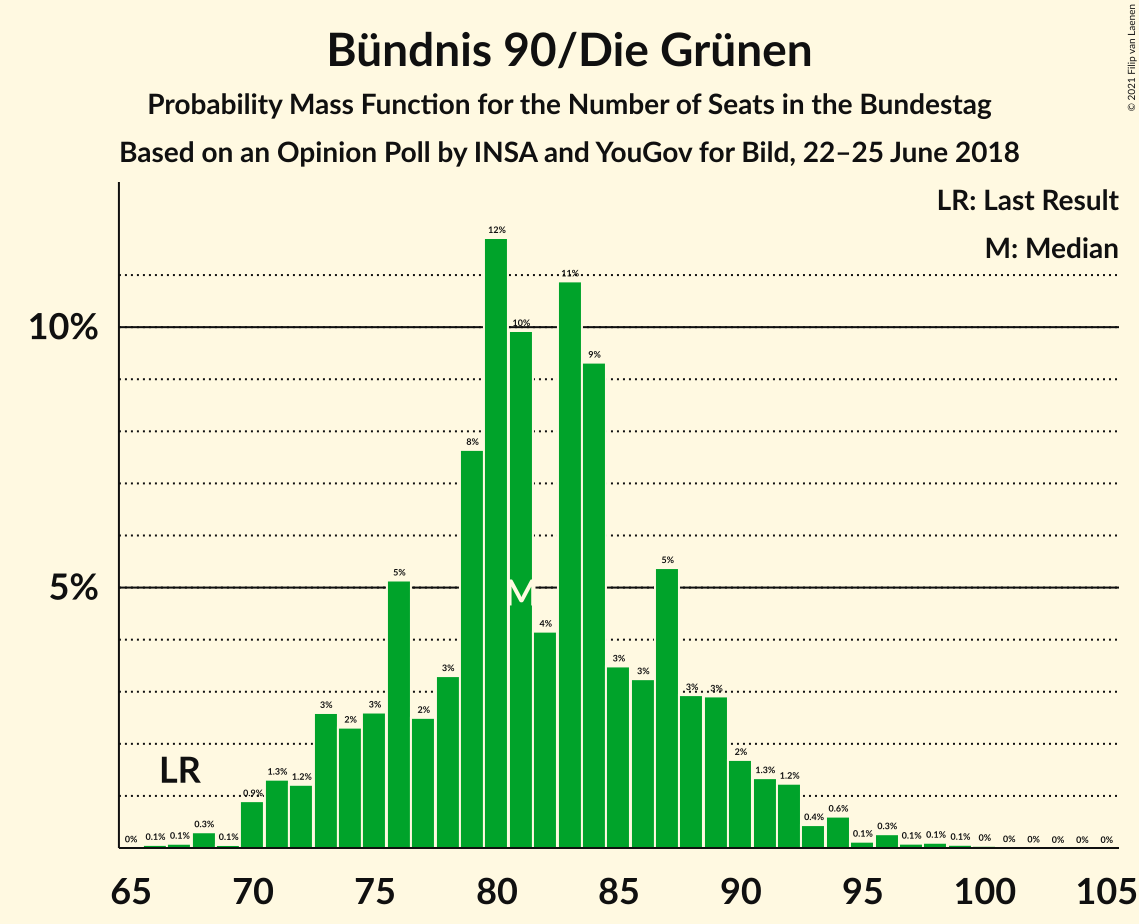 Bündnis 90/Die Grünen
Probability Mass Function for the Number of Seats in the Bundestag
Based on an Opinion Poll by INSA and YouGov for Bild, 22–25 June 2018
© 2021 Filip van Laenen
LR: Last Result
M: Median
10%
5%
LR
M
0% 0.1% 0.1% 0.3% 0.1% 0.9% 1.3% 1.2% 3% 2% 3% 5% 2% 3% 8% 12% 10% 4% 11% 9% 3% 3% 5% 3% 3% 2% 1.3% 1.2% 0.4% 0.6% 0.1% 0.3% 0.1% 0.1% 0.1% 0% 0% 0% 0% 0% 0%
65 70 75 80 85 90 95 100 105